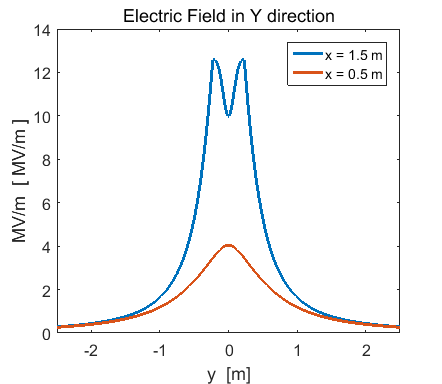 Electric Field in Y direction
14
12
10
8
6
4
2
0
MV/m [ MV/m ]
x = 1.5 m
x = 0.5 m
-2 -1 0 1 2
y [m]